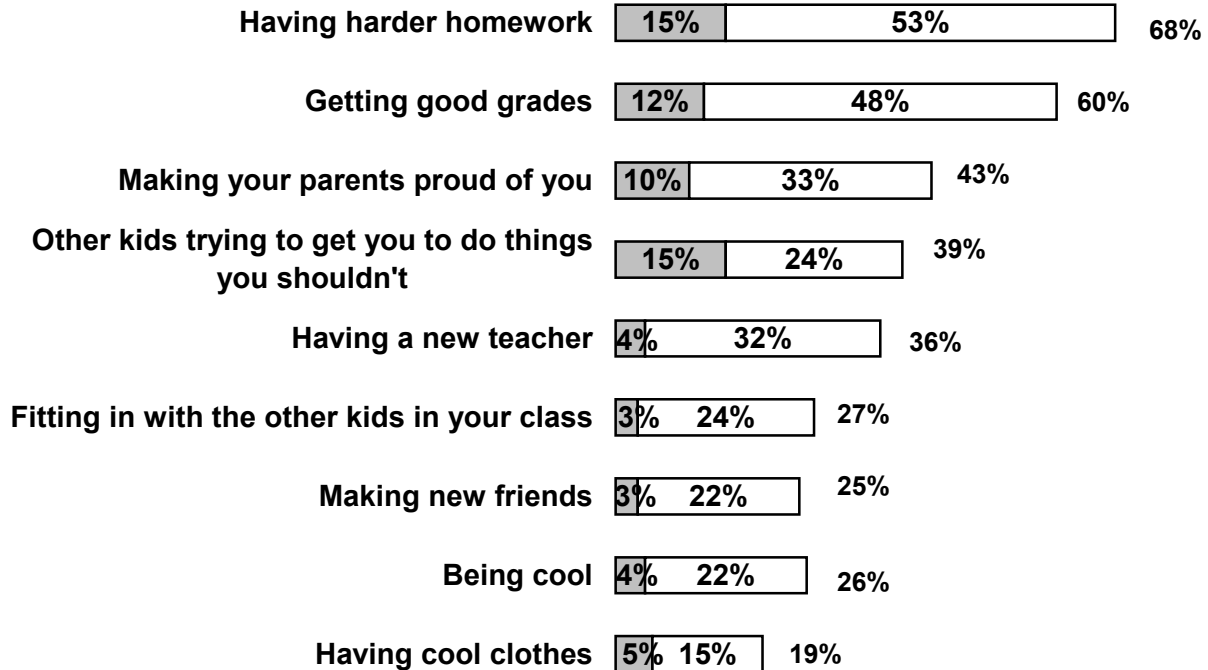 Having harder homework 15% 53% 68%
Getting good grades 12% 48% 60%
Making your parents proud of you 10% 33% 43%
Other kids trying to get you to do things
you shouldn't 15% 24% 39%
Having a new teacher 4% 32% 36%
Fitting in with the other kids in your class 3% 24% 27%
Making new friends 3% 22% 25%
Being cool 4% 22% 26%
Having cool clothes 5% 15% 19%